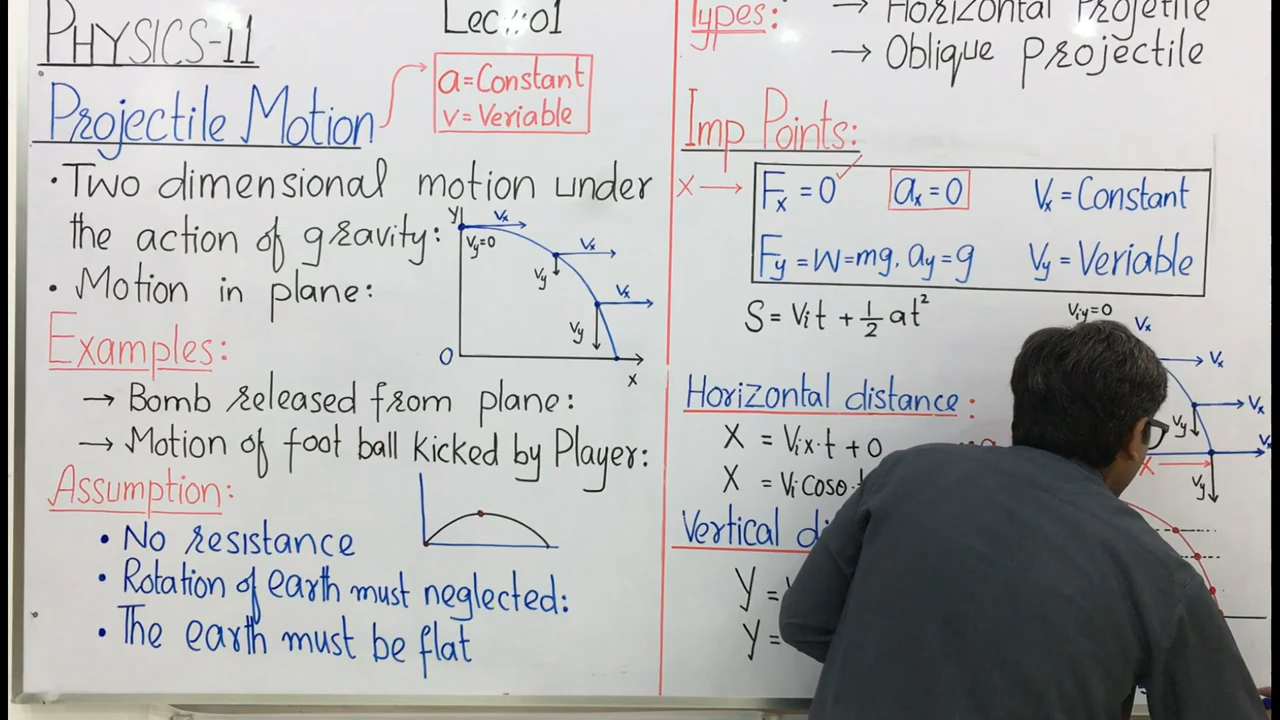 PHYSICS-11
Lec::01
Projectile Motion
a=Constant
v=Veriable
• Two dimensional motion under
the action of gravity:
• Motion in plane:
y
Vx
Vy=0
Vx
Vy
Vx
Vy
O
x
Examples:
→ Bomb released from plane:
→ Motion of foot ball kicked by Player:
Assumption:
• No resistance
• Rotation of earth must neglected:
• The earth must be flat
Types:
→ Horizontal Projetile
→ Oblique projectile
Imp Points:
X → Fx = 0 ✓ ax = 0 Vx = Constant
Fy = W = mg, ay = g Vy = Veriable
S = Vit + 1/2 at²
Viy=0
Vx
Vx
Vx
Vy
X
Vy
Horizontal distance:
X = Vix·t + 0
X = Vi Cosθ
Vertical
y =
y =